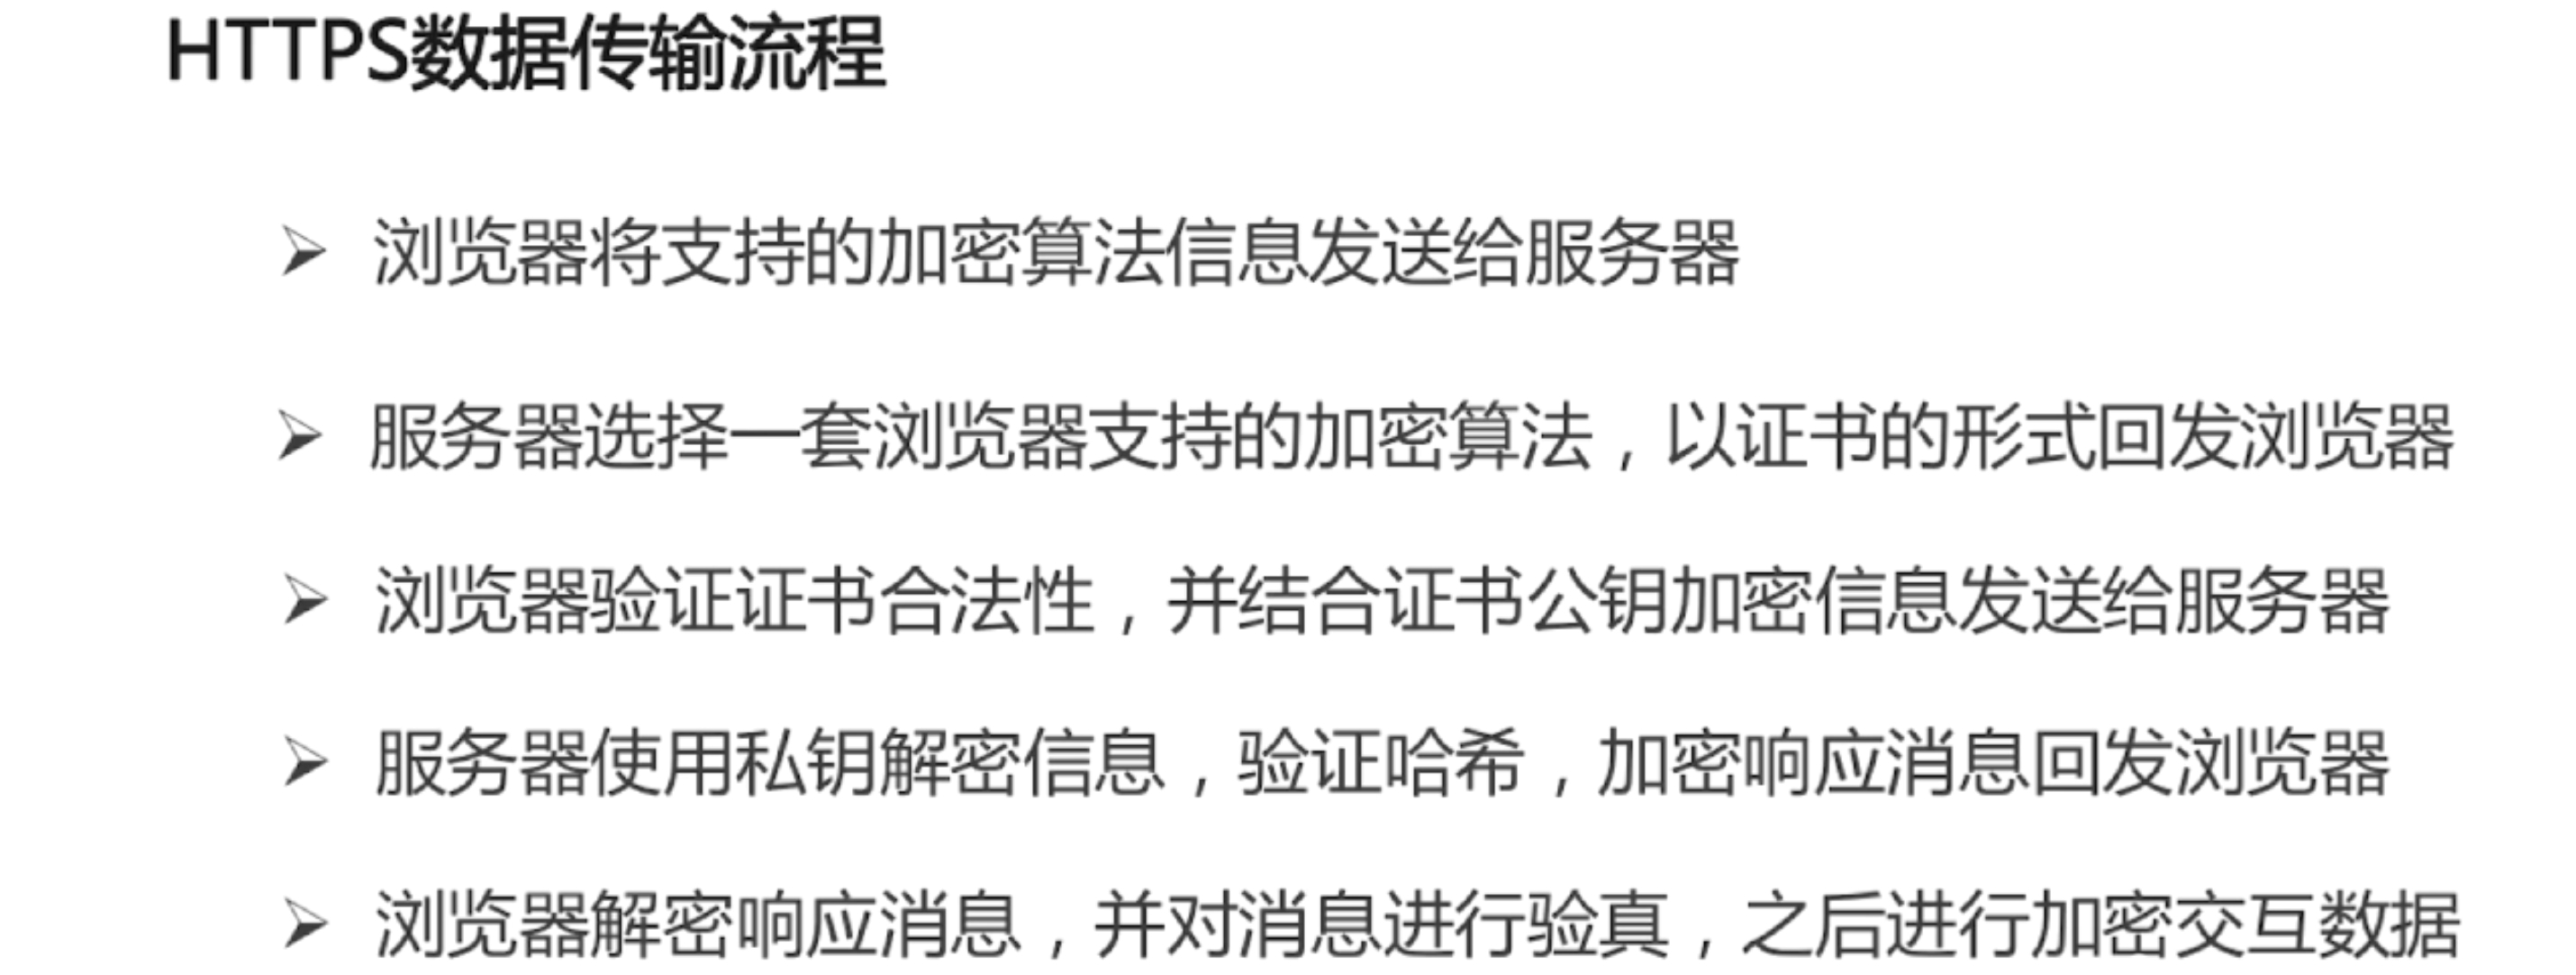 HTTPS数据传输流程
➢ 浏览器将支持的加密算法信息发送给服务器
➢ 服务器选择一套浏览器支持的加密算法，以证书的形式回发浏览器
➢ 浏览器验证证书合法性，并结合证书公钥加密信息发送给服务器
➢ 服务器使用私钥解密信息，验证哈希，加密响应消息回发浏览器
➢ 浏览器解密响应消息，并对消息进行验真，之后进行加密交互数据